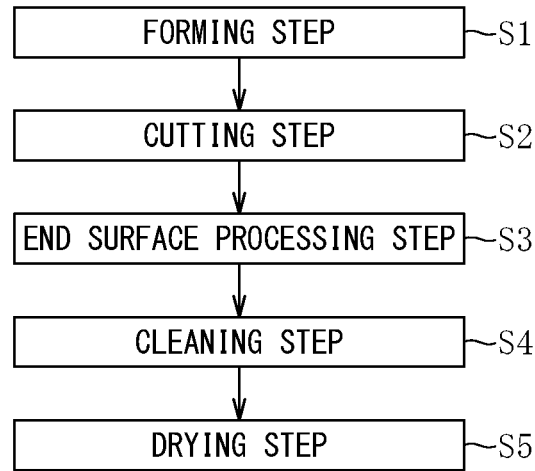 FORMING STEP S1
CUTTING STEP S2
END SURFACE PROCESSING STEP S3
CLEANING STEP S4
DRYING STEP S5